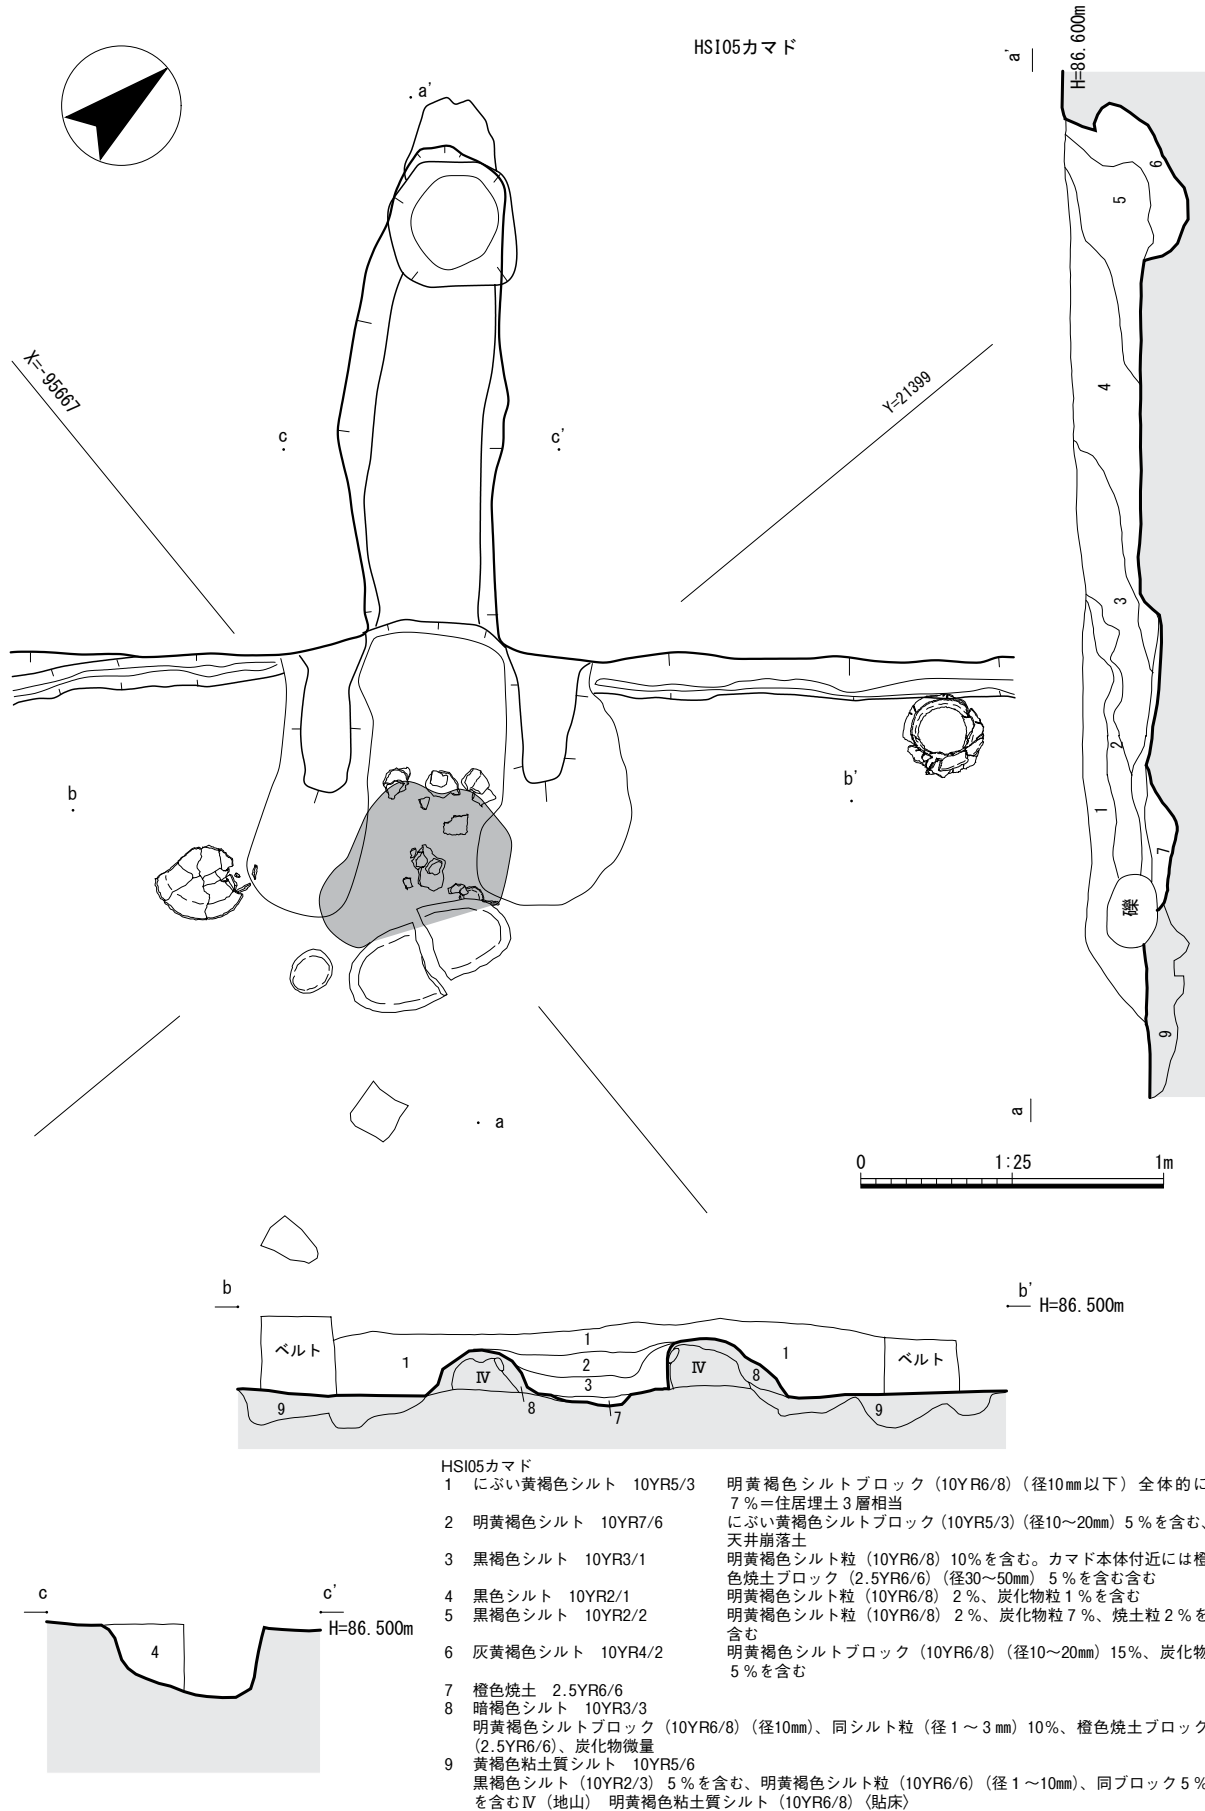 HSI05カマド
a'
H=86.600m
a'
6
5
X=-95667
Y=21399
4
c
c'
3
2
b
b'
1
7
礫
9
a
a
0 1:25 1m
b
b'
H=86.500m
ベルト
1
1
2
3
Ⅳ
Ⅳ
1
8
8
7
9
9
ベルト
c
c'
H=86.500m
4
HSI05カマド
1 にぶい黄褐色シルト 10YR5/3 明黄褐色シルトブロック(10YR6/8)(径10㎜以下)全体的に
7%=住居埋土3層相当
2 明黄褐色シルト 10YR7/6 にぶい黄褐色シルトブロック(10YR5/3)(径10～20㎜)5%を含む、
天井崩落土
3 黒褐色シルト 10YR3/1 明黄褐色シルト粒(10YR6/8)10%を含む。カマド本体付近には橙
色焼土ブロック(2.5YR6/6)(径30～50㎜)5%を含む含む
4 黒色シルト 10YR2/1 明黄褐色シルト粒(10YR6/8)2%、炭化物粒1%を含む
5 黒褐色シルト 10YR2/2 明黄褐色シルト粒(10YR6/8)2%、炭化物粒7%、焼土粒2%を
含む
6 灰黄褐色シルト 10YR4/2 明黄褐色シルトブロック(10YR6/8)(径10～20㎜)15%、炭化物
5%を含む
7 橙色焼土 2.5YR6/6
8 暗褐色シルト 10YR3/3
明黄褐色シルトブロック(10YR6/8)(径10㎜)、同シルト粒(径1～3㎜)10%、橙色焼土ブロック
(2.5YR6/6)、炭化物微量
9 黄褐色粘土質シルト 10YR5/6
黒褐色シルト(10YR2/3)5%を含む、明黄褐色シルト粒(10YR6/6)(径1～10㎜)、同ブロック5%
を含むⅣ(地山) 明黄褐色粘土質シルト(10YR6/8)〈貼床〉